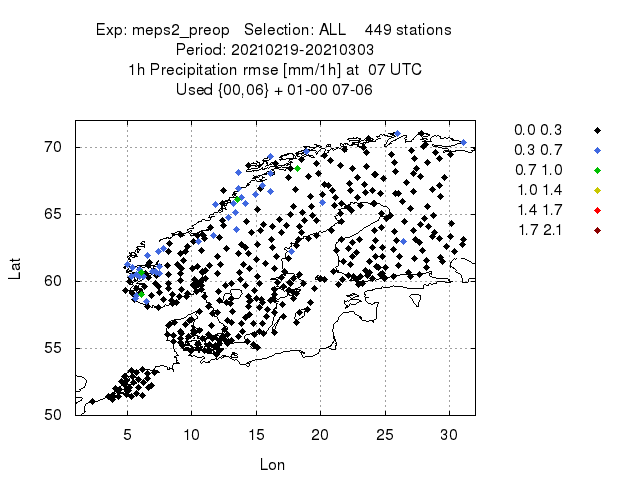 Exp: meps2_preop Selection: ALL 449 stations
Period: 20210219-20210303
1h Precipitation rmse [mm/1h] at 07 UTC
Used {00,06} + 01-00 07-06
0.0 0.3
0.3 0.7
0.7 1.0
1.0 1.4
1.4 1.7
1.7 2.1
Lat
70
65
60
55
50
5 10 15 20 25 30
Lon